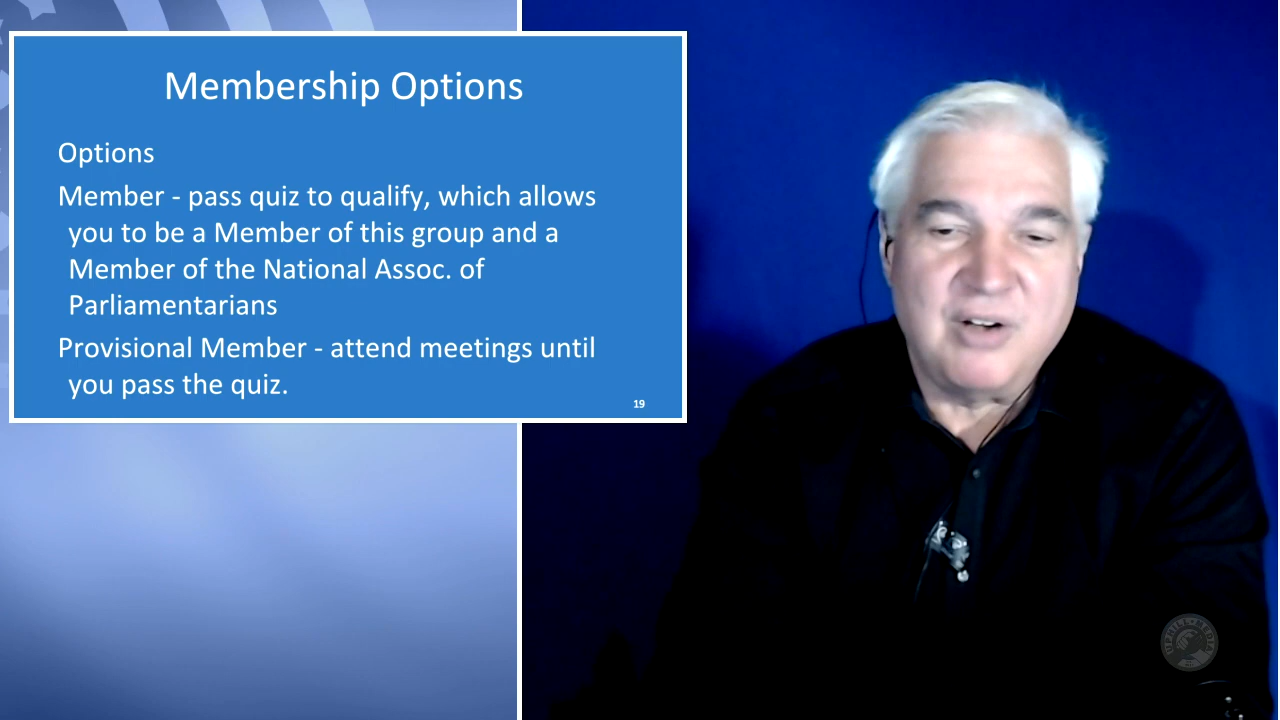 Membership Options
Options
Member - pass quiz to qualify, which allows
you to be a Member of this group and a
Member of the National Assoc. of
Parliamentarians
Provisional Member - attend meetings until
you pass the quiz.
19